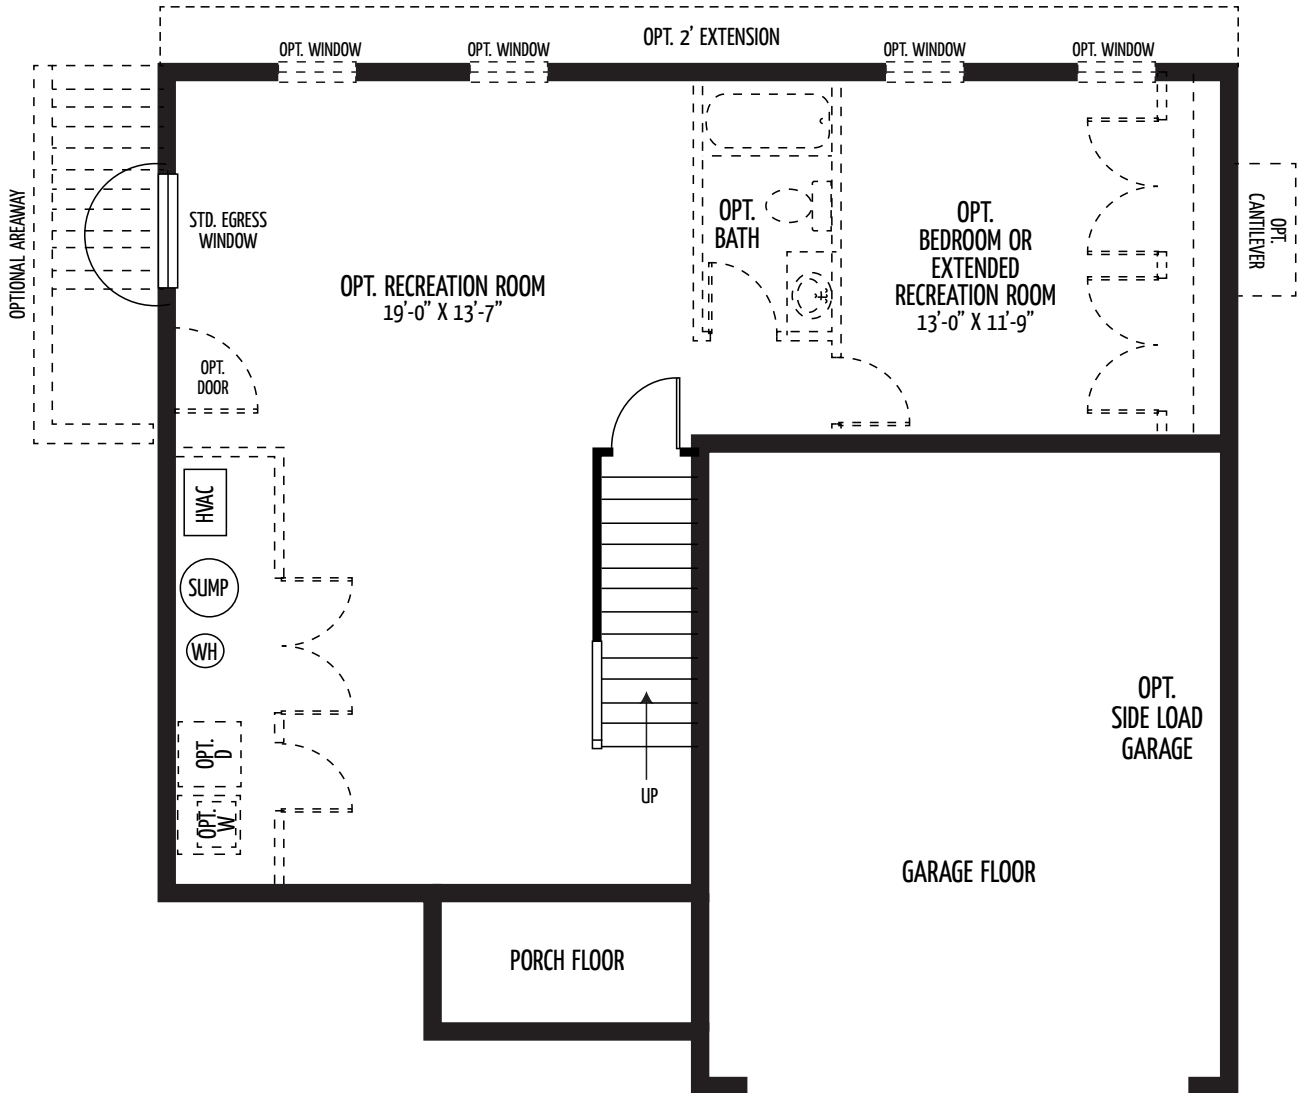 OPT. 2' EXTENSION
OPT. WINDOW
OPT. WINDOW
OPT. WINDOW
OPT. WINDOW
OPTIONAL AREAWAY
STD. EGRESS
WINDOW
OPT. RECREATION ROOM
19'-0" X 13'-7"
OPT.
BATH
OPT.
BEDROOM OR
EXTENDED
RECREATION ROOM
13'-0" X 11'-9"
OPT.
CANTILEVER
OPT.
DOOR
HVAC
SUMP
WH
OPT.
D
OPT.
W
UP
OPT.
SIDE LOAD
GARAGE
GARAGE FLOOR
PORCH FLOOR